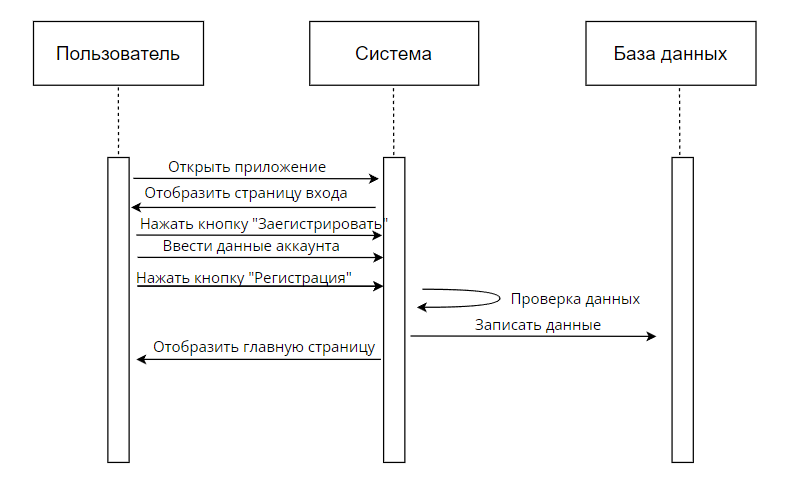 Пользователь
Система
База данных
Открыть приложение
Отобразить страницу входа
Нажать кнопку "Заегистрировать"
Ввести данные аккаунта
Нажать кнопку "Регистрация"
Проверка данных
Записать данные
Отобразить главную страницу